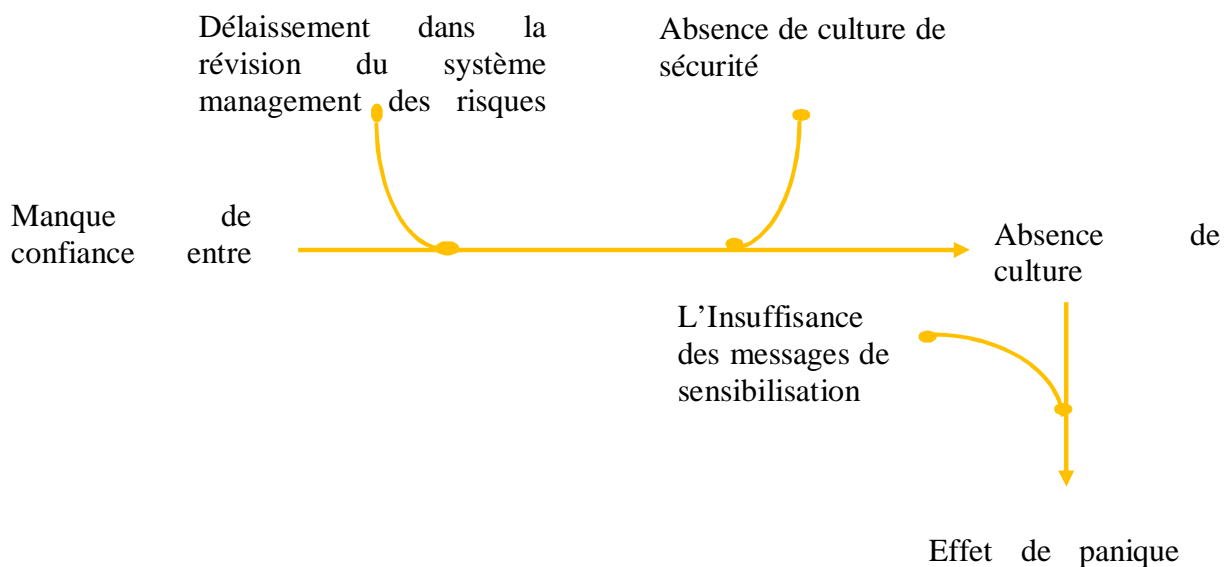 Délaissement dans la
révision du système
management des risques
Absence de culture de
sécurité
Manque de
confiance entre
Absence de
culture
L’Insuffisance
des messages de
sensibilisation
Effet de panique